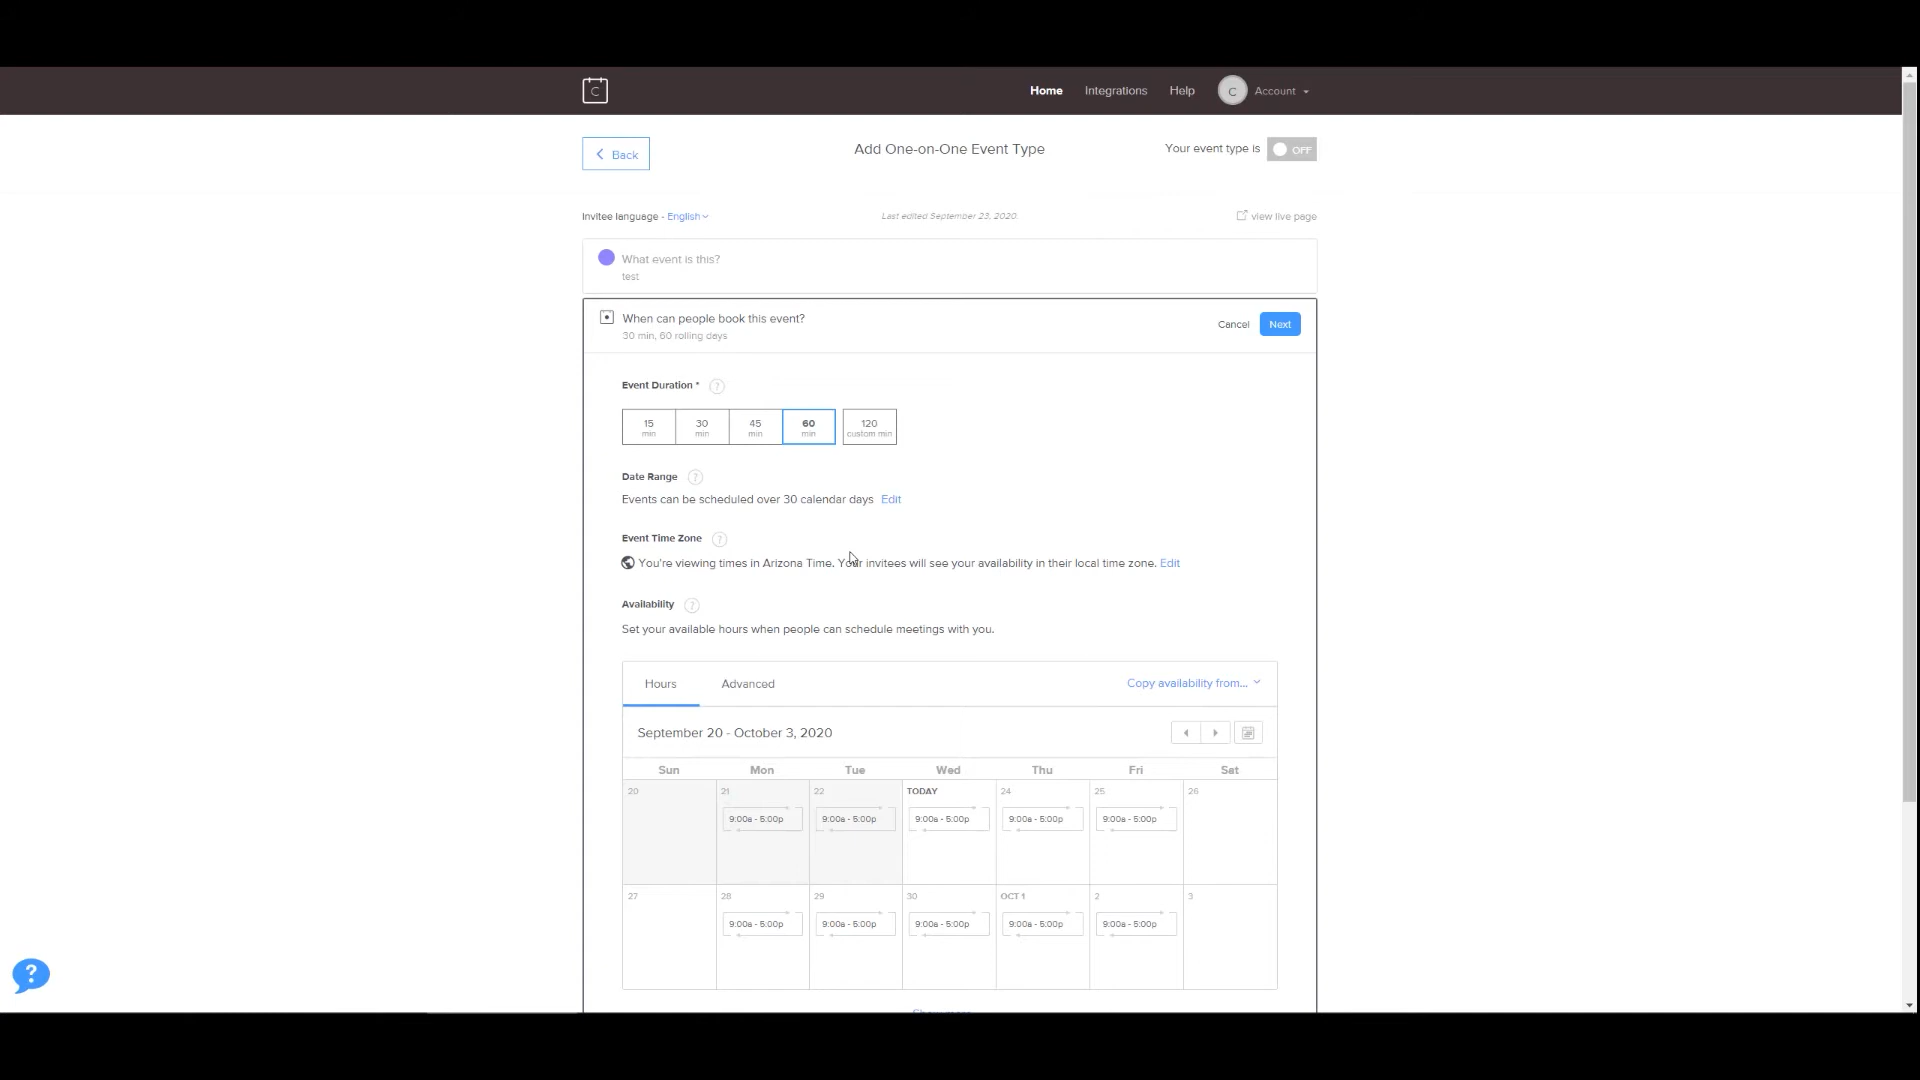 C
Home Integrations Help C Account
Back
Add One-on-One Event Type
Your event type is OFF
Invitee language - English
Last edited September 23, 2020.
view live page
What event is this?
test
When can people book this event?
30 min, 60 rolling days
Cancel Next
Event Duration * ?
15 30 45 60 120
min min min min custom min
Date Range ?
Events can be scheduled over 30 calendar days Edit
Event Time Zone ?
You're viewing times in Arizona Time. Your invitees will see your availability in their local time zone. Edit
Availability ?
Set your available hours when people can schedule meetings with you.
Hours Advanced Copy availability from...
September 20 - October 3, 2020
Sun Mon Tue Wed Thu Fri Sat
20 21 22 TODAY 24 25 26
9:00a - 5:00p 9:00a - 5:00p 9:00a - 5:00p 9:00a - 5:00p 9:00a - 5:00p
27 28 29 30 OCT 1 2 3
9:00a - 5:00p 9:00a - 5:00p 9:00a - 5:00p 9:00a - 5:00p 9:00a - 5:00p
?